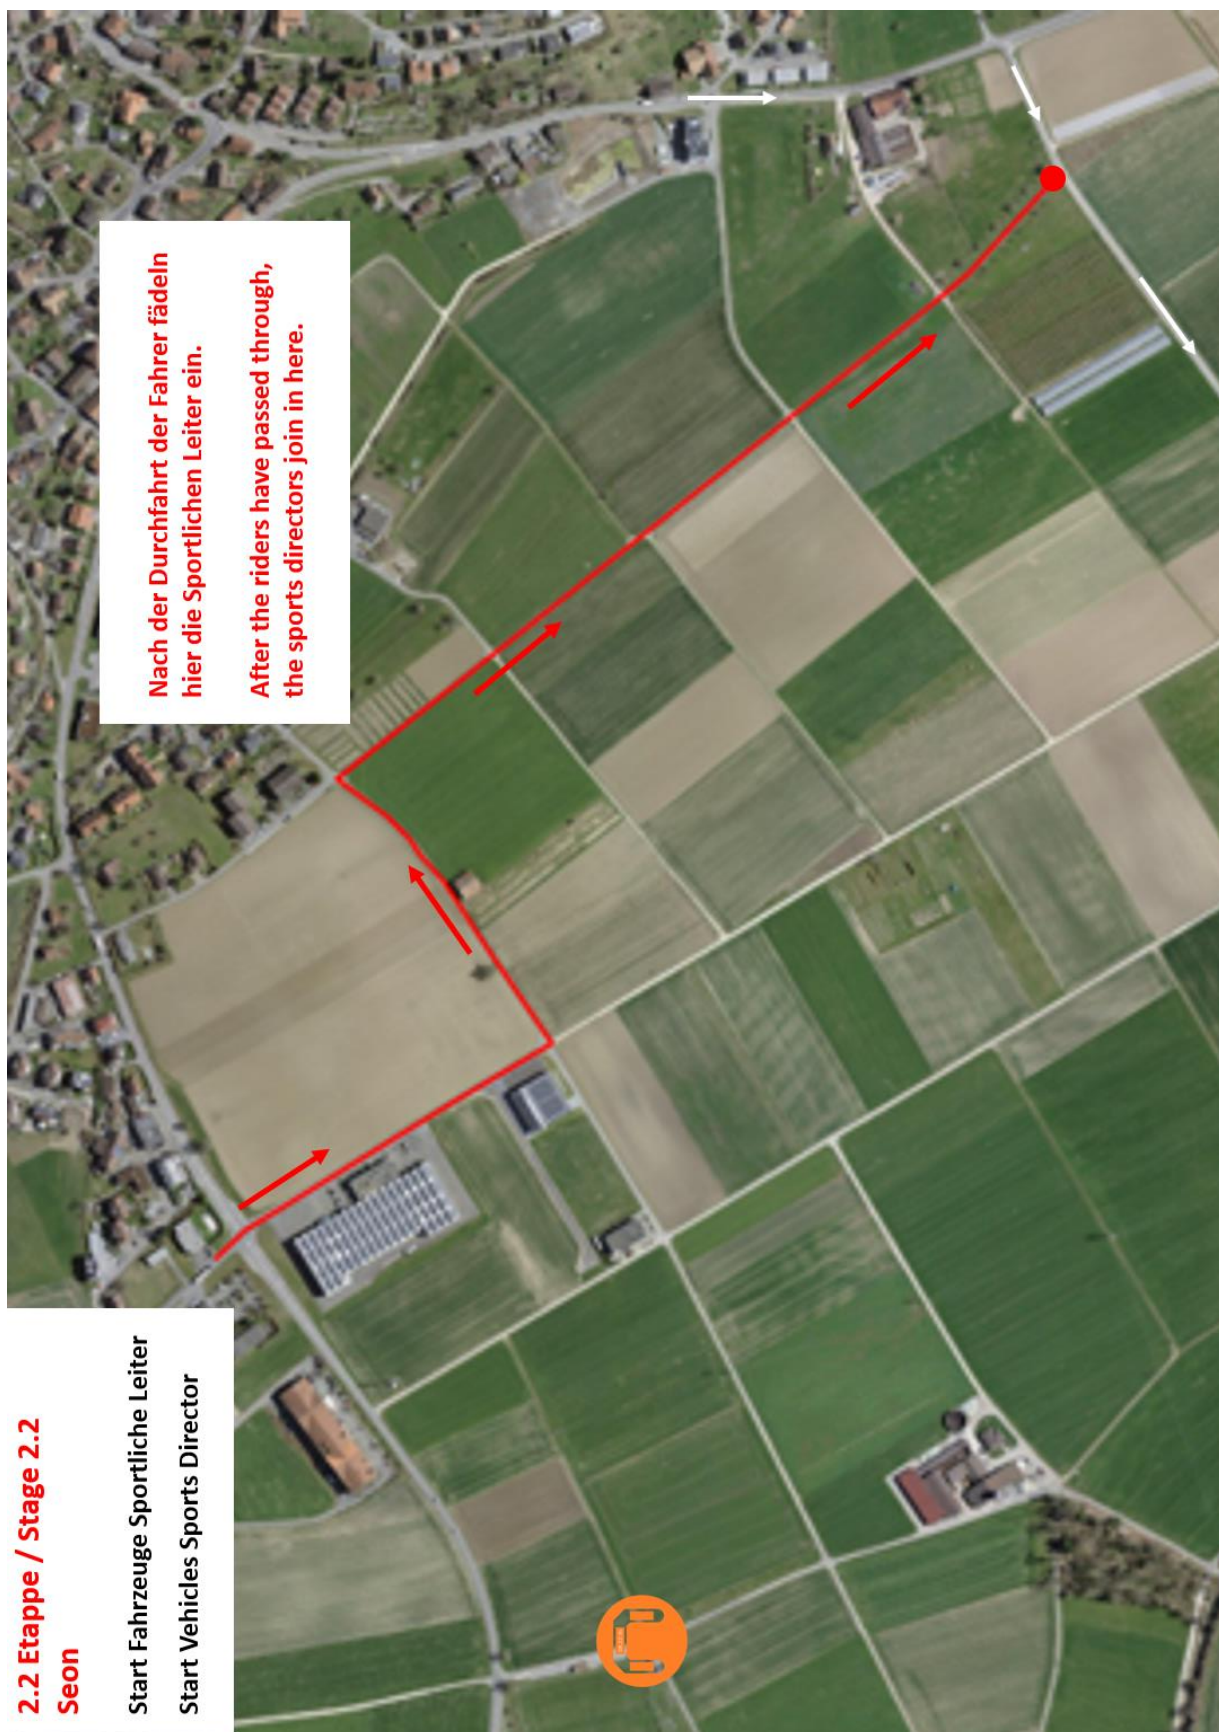 2.2 Etappe / Stage 2.2
Seon
Start Fahrzeuge Sportliche Leiter
Start Vehicles Sports Director
Nach der Durchfahrt der Fahrer fädeln
hier die Sportlichen Leiter ein.
After the riders have passed through,
the sports directors join in here.